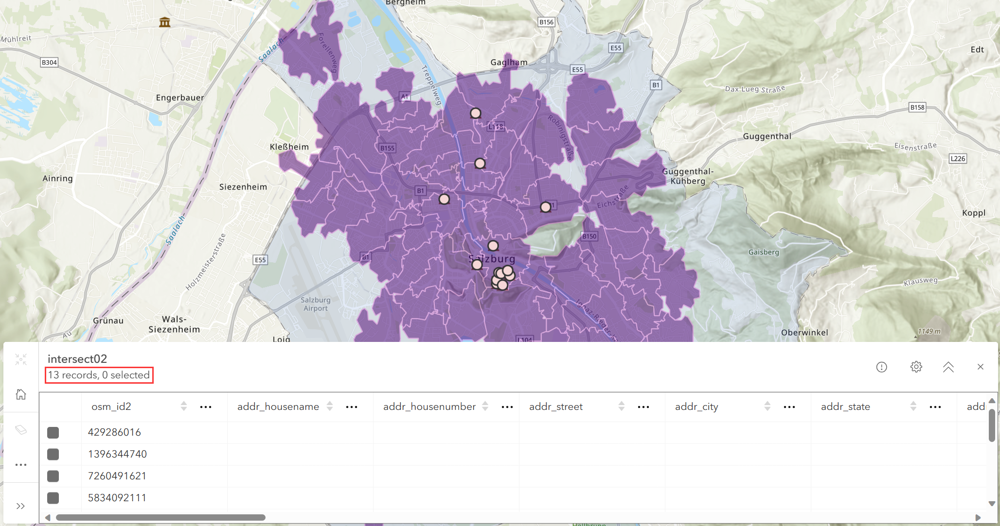 Bergheim
B156
Mühlreit
Saalach
Forellenweg
E55
Edt
B304
Gaglham
E55
Treppelweg
B1
Dax Lueg Straße
Engerbauer
A1
B158
Robinigstraße
L118
Guggenthal
Kleßheim
B155
Eisenstraße
L226
Ainring
Guggenthal-
Kühberg
Siezenheim
B1
Eichstraße
Koppl
Saalach
B150
Holzmeisterstraße
B1
Salzburg
Gaisberg
E55
Klausweg
Salzburg
Airport
Grünau
Wals-
Siezenheim
Au
Loig
L104
Oberwinkel
1149 m
intersect02
13 records, 0 selected
osm_id2 addr_housename addr_housenumber addr_street addr_city addr_state add
429286016
1396344740
7260491621
5834092111